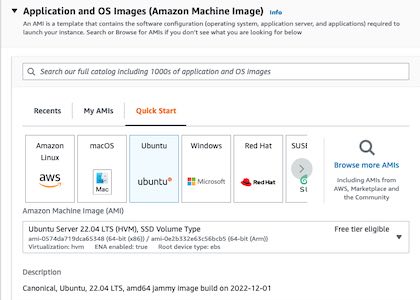 Application and OS Images (Amazon Machine Image) Info
An AMI is a template that contains the software configuration (operating system, application server, and applications) required to
launch your instance. Search or Browse for AMIs if you don't see what you are looking for below
Search our full catalog including 1000s of application and OS images
Recents My AMIs Quick Start
Amazon Linux
aws
macOS
Mac
Ubuntu
ubuntu
Windows
Microsoft
Red Hat
Red Hat
SUSE
Browse more AMIs
Including AMIs from
AWS, Marketplace and
the Community
Amazon Machine Image (AMI)
Ubuntu Server 22.04 LTS (HVM), SSD Volume Type Free tier eligible
ami-0574da719dca65348 (64-bit (x86)) / ami-0e2b332e63c56bcb5 (64-bit (Arm))
Virtualization: hvm ENA enabled: true Root device type: ebs
Description
Canonical, Ubuntu, 22.04 LTS, amd64 jammy image build on 2022-12-01